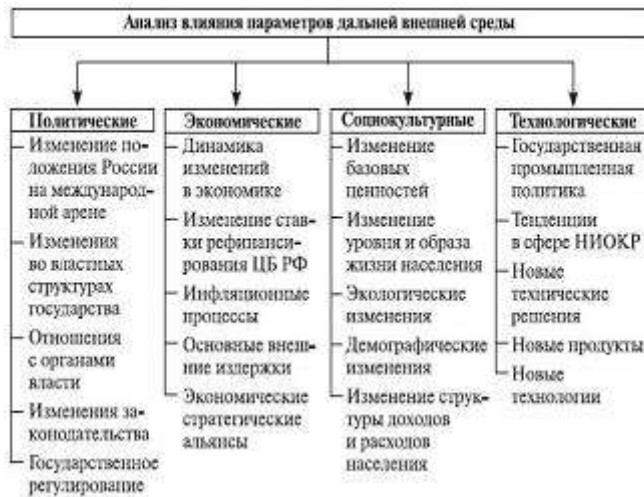 Анализ влияния параметров дальней внешней среды
Политические
Изменение по-
ложения России
на международ-
ной арене
Изменения
во властных
структурах
государства
Отношения
с органами
власти
Изменения за-
конодательства
Государственное
регулирование
Экономические
Динамика
изменений
в экономике
Изменение став-
ки рефинанси-
рования ЦБ РФ
Инфляционные
процессы
Основные внеш-
ние издержки
Экономические
стратегические
альянсы
Социокультурные
Изменение
базовых
ценностей
Изменение
уровня и образа
жизни населения
Экологические
изменения
Демографические
изменения
Изменение струк-
туры доходов
и расходов
населения
Технологические
Государственная
промышленная
политика
Тенденции
в сфере НИОКР
Новые
технические
решения
Новые продукты
Новые
технологии